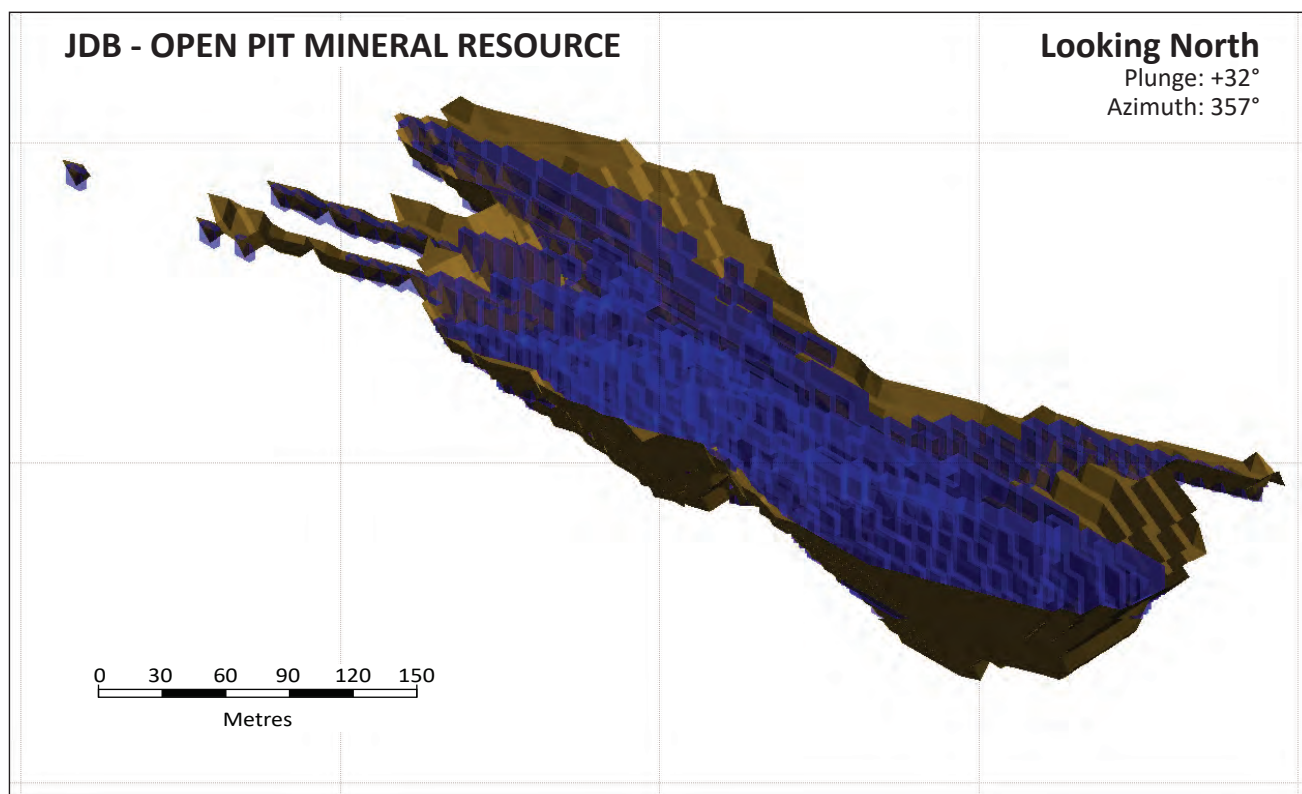 JDB - OPEN PIT MINERAL RESOURCE
Looking North
Plunge: +32°
Azimuth: 357°
0 30 60 90 120 150
Metres